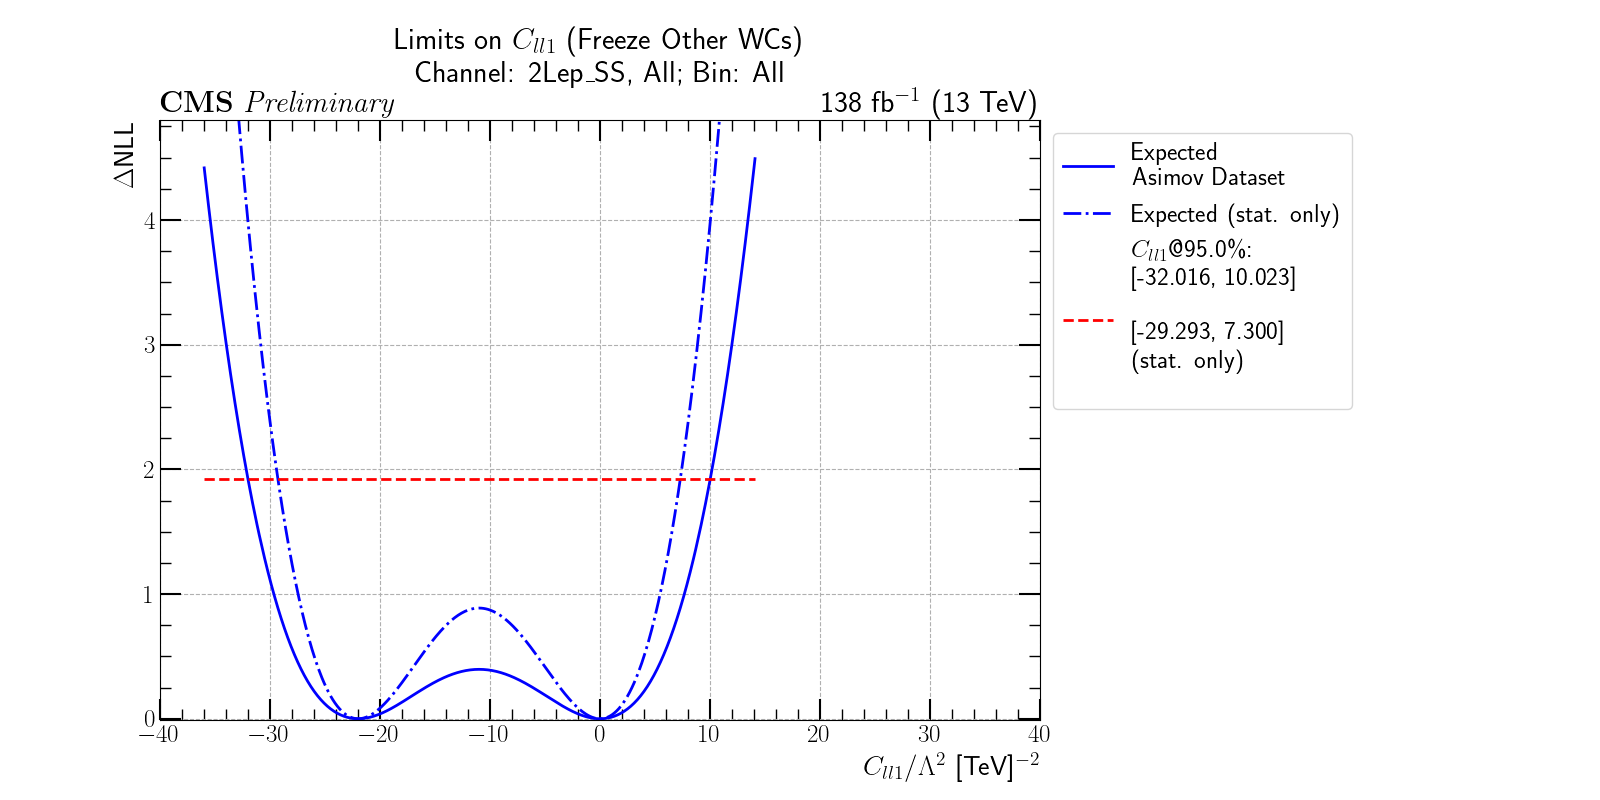 Limits on C_{ll1} (Freeze Other WCs)
Channel: 2Lep_SS, All; Bin: All
CMS Preliminary
138 fb^{-1} (13 TeV)
ΔNLL
4
3
2
1
0
−40 −30 −20 −10 0 10 20 30 40
C_{ll1}/Λ^2 [TeV]^{-2}
Expected
Asimov Dataset
Expected (stat. only)
C_{ll1}@95.0%:
[-32.016, 10.023]
[-29.293, 7.300]
(stat. only)